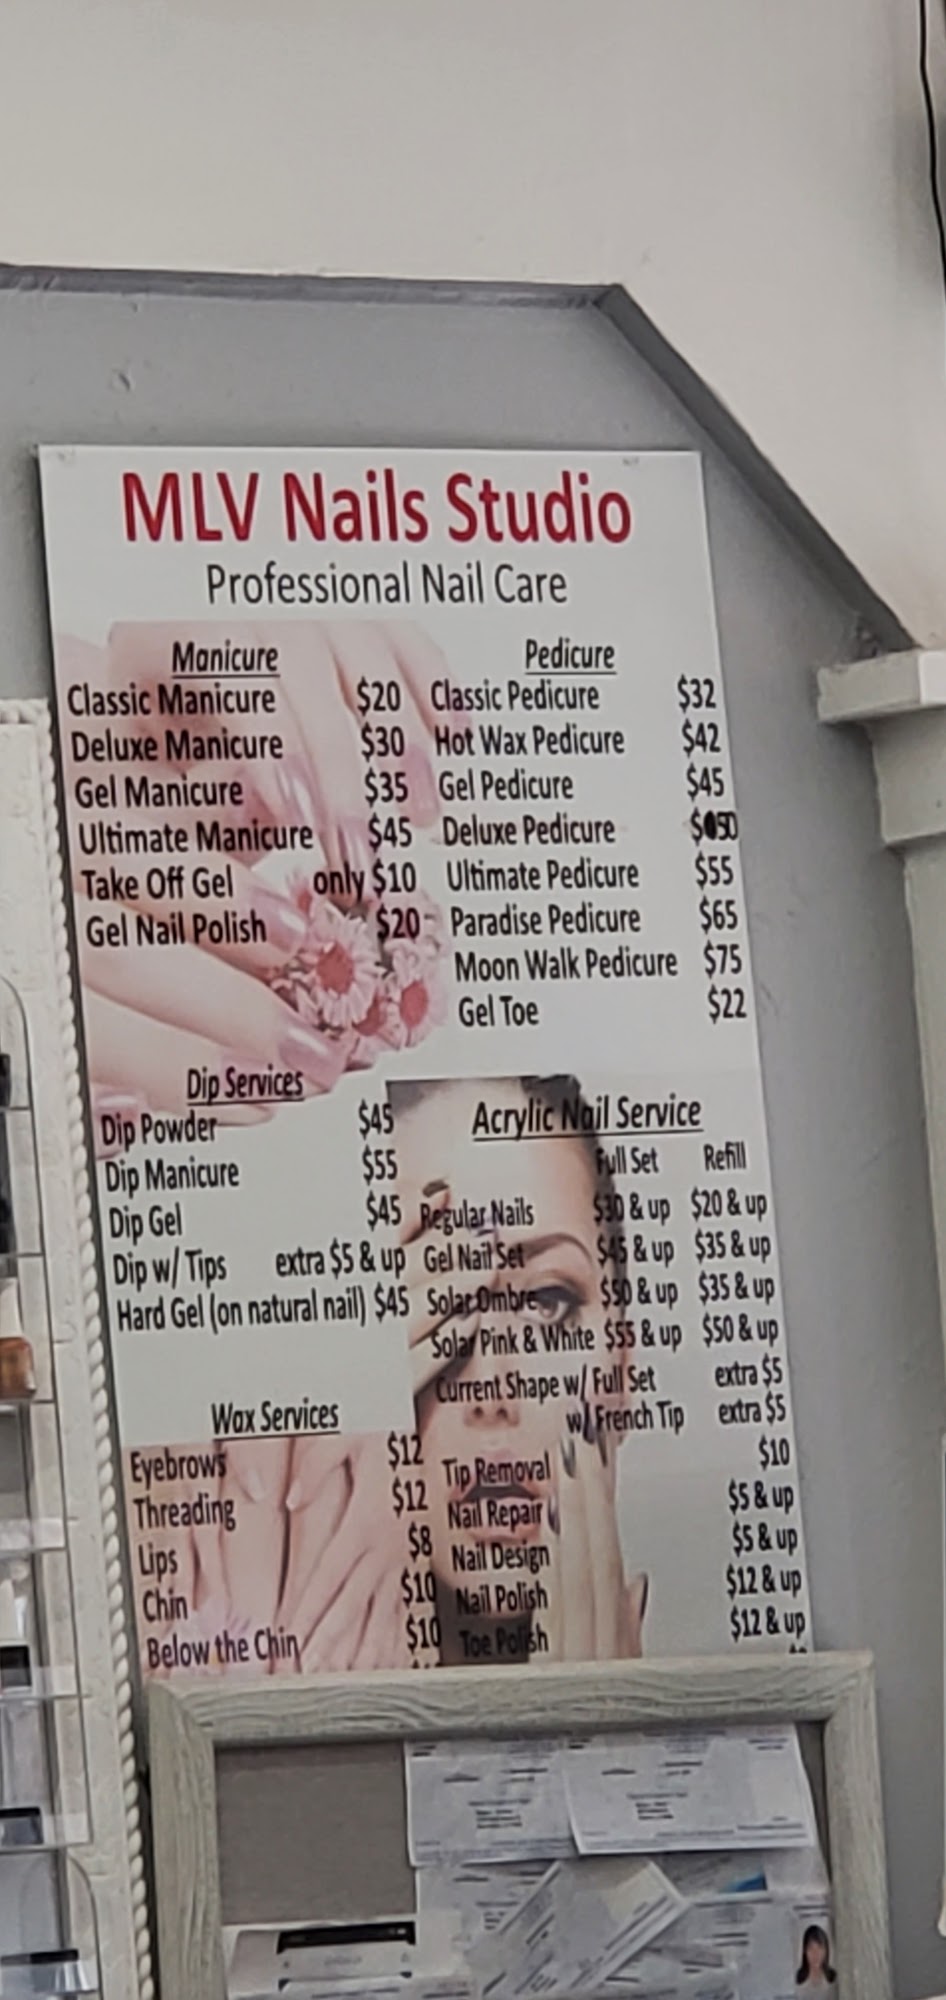 MLV Nails Studio
Professional Nail Care
Manicure
Classic Manicure $20
Deluxe Manicure $30
Gel Manicure $35
Ultimate Manicure $45
Take Off Gel only $10
Gel Nail Polish $20
Pedicure
Classic Pedicure $32
Hot Wax Pedicure $42
Gel Pedicure $45
Deluxe Pedicure $50
Ultimate Pedicure $55
Paradise Pedicure $65
Moon Walk Pedicure $75
Gel Toe $22
Dip Services
Dip Powder $45
Dip Manicure $55
Dip Gel $45
Dip w/ Tips extra $5 & up
Hard Gel (on natural nail) $45
Acrylic Nail Service
Full Set Refill
Regular Nails $30 & up $20 & up
Gel Nail Set $45 & up $35 & up
Solar Ombre $50 & up $35 & up
Solar Pink & White $55 & up $50 & up
Current Shape w/ Full Set extra $5
w/ French Tip extra $5
Tip Removal $10
Nail Repair $5 & up
Nail Design $5 & up
Nail Polish $12 & up
Toe Polish $12 & up
Wax Services
Eyebrows $12
Threading $12
Lips $8
Chin $10
Below the Chin $10